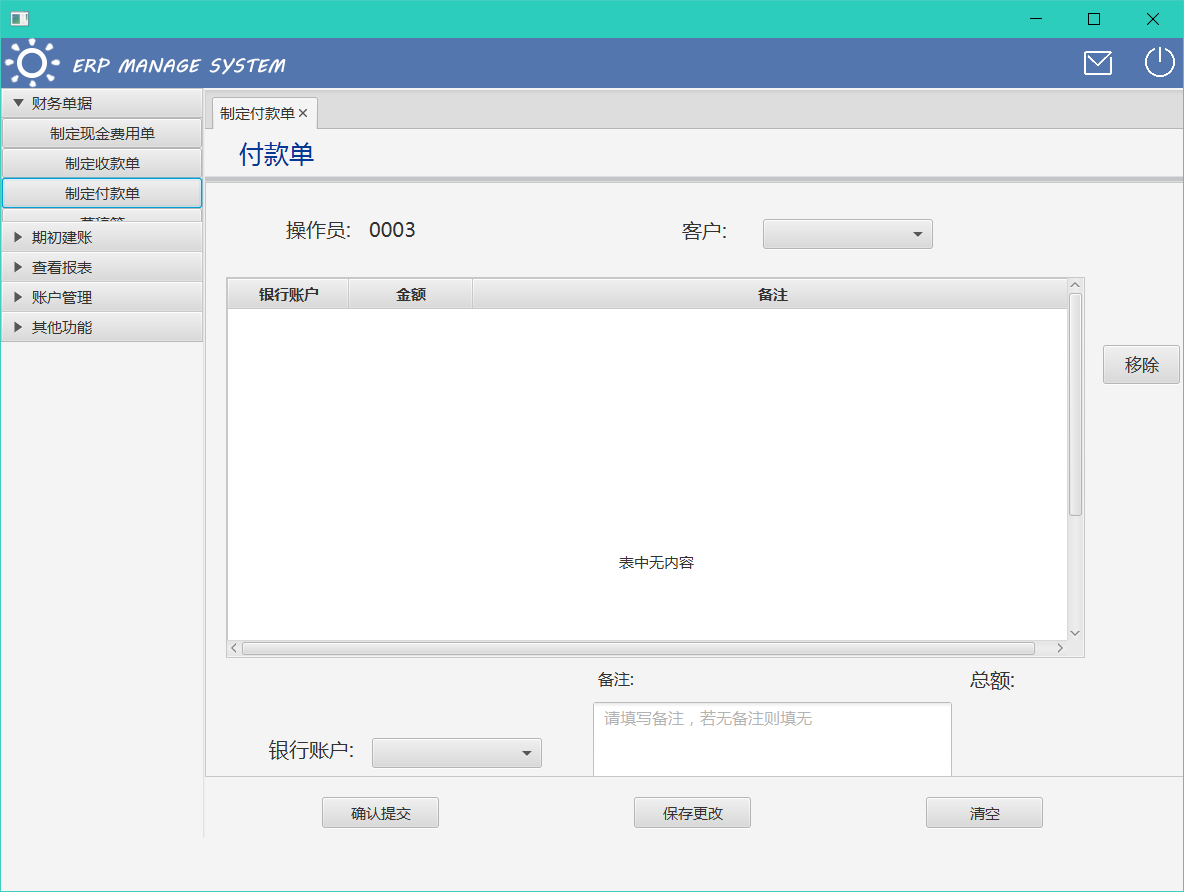 ERP MANAGE SYSTEM
财务单据
制定现金费用单
制定收款单
制定付款单
期初建账
查看报表
账户管理
其他功能
制定付款单
付款单
操作员: 0003 客户:
银行账户 金额 备注
表中无内容
移除
备注: 总额:
请填写备注，若无备注则填无
银行账户:
确认提交 保存更改 清空